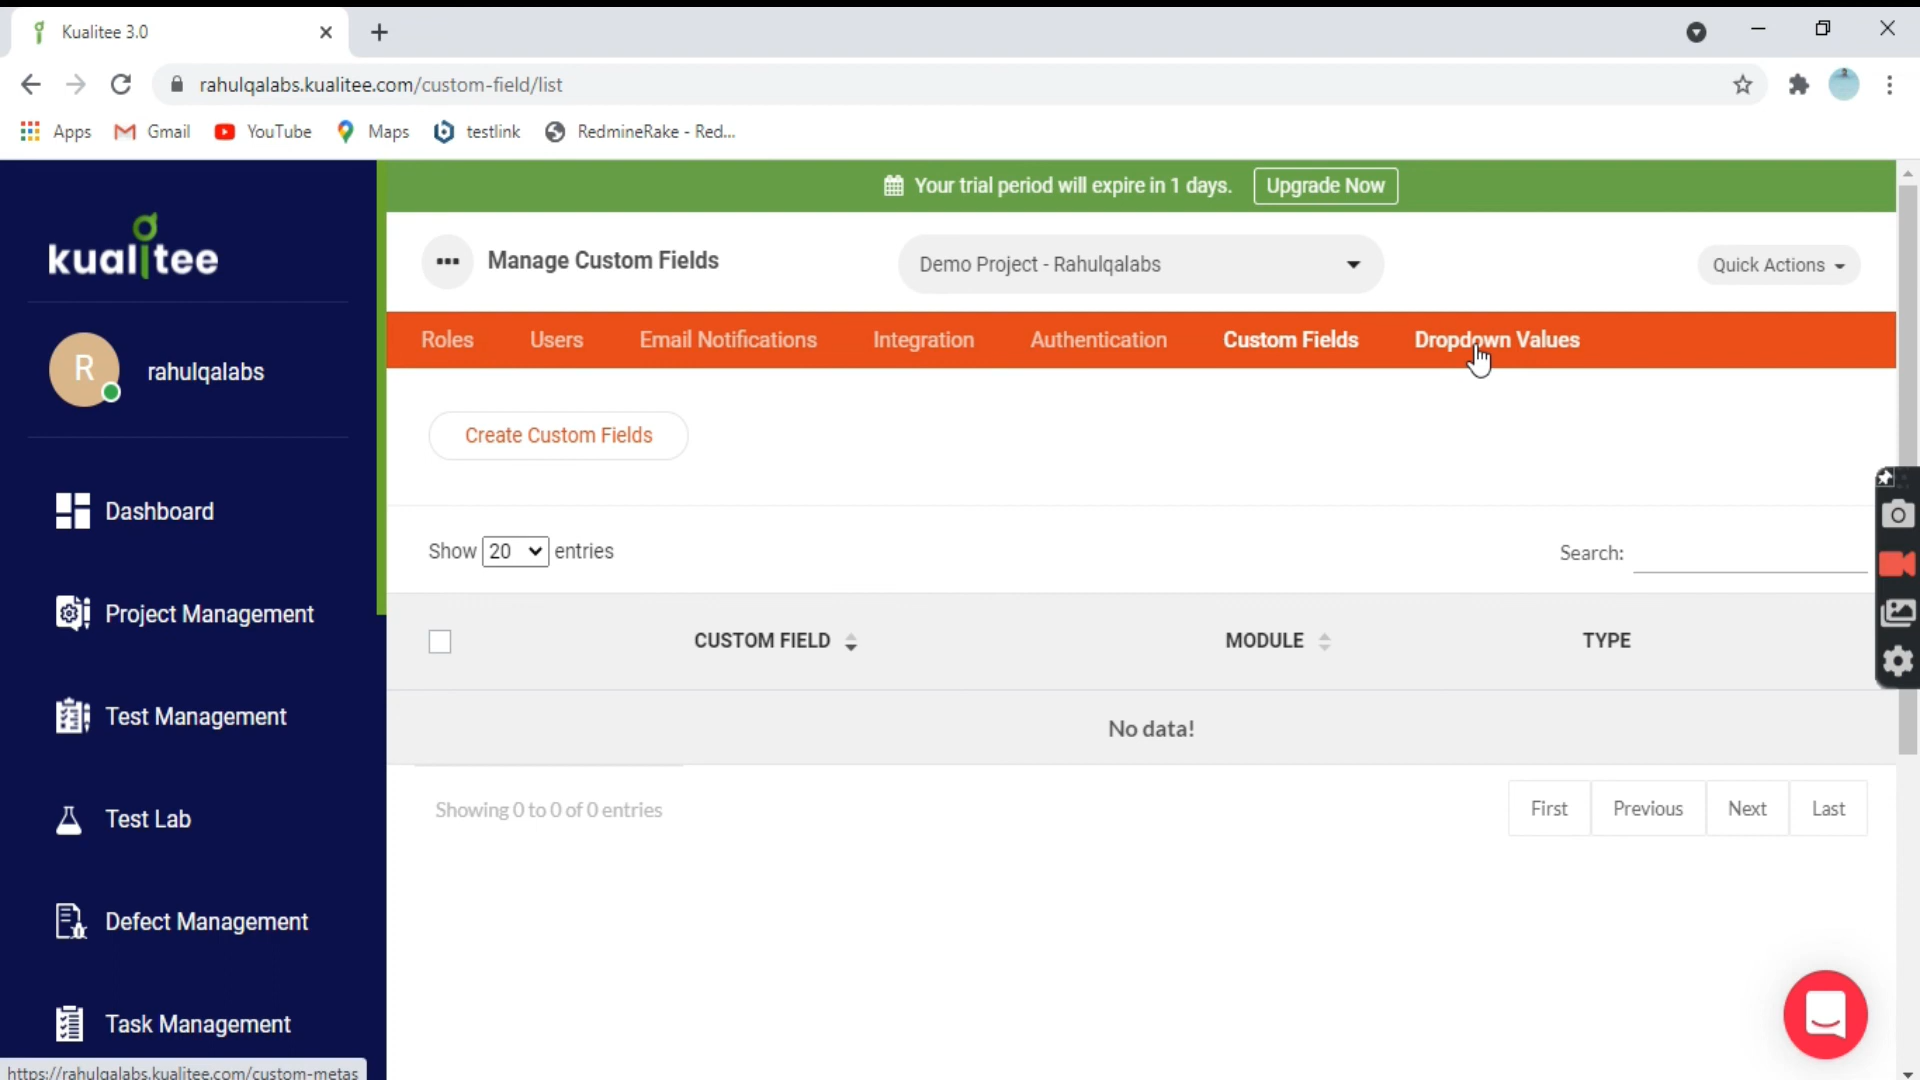 Kualitee 3.0
rahulqalabs.kualitee.com/custom-field/list
Apps Gmail YouTube Maps testlink RedmineRake - Red...
Your trial period will expire in 1 days. Upgrade Now
kualitee
Manage Custom Fields
Demo Project - Rahulqalabs
Quick Actions
Roles Users Email Notifications Integration Authentication Custom Fields Dropdown Values
R rahulqalabs
Create Custom Fields
Dashboard
Show 20 entries
Search:
Project Management
CUSTOM FIELD MODULE TYPE
Test Management
No data!
Showing 0 to 0 of 0 entries
First Previous Next Last
Test Lab
Defect Management
Task Management
https://rahulqalabs.kualitee.com/custom-metas